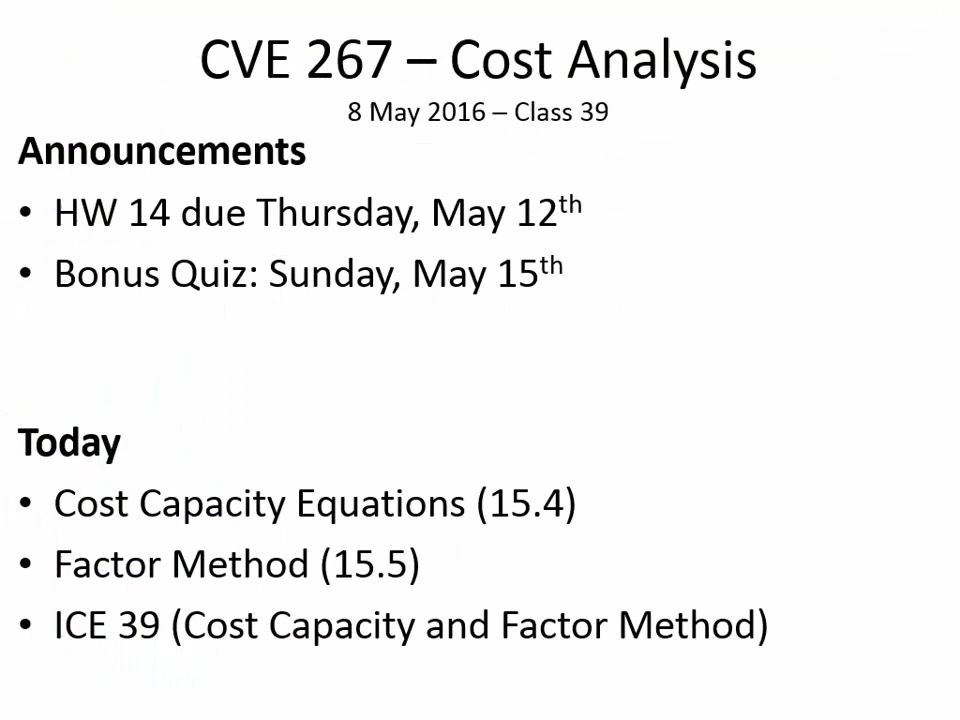 CVE 267 – Cost Analysis
8 May 2016 – Class 39
Announcements
• HW 14 due Thursday, May 12th
• Bonus Quiz: Sunday, May 15th
Today
• Cost Capacity Equations (15.4)
• Factor Method (15.5)
• ICE 39 (Cost Capacity and Factor Method)